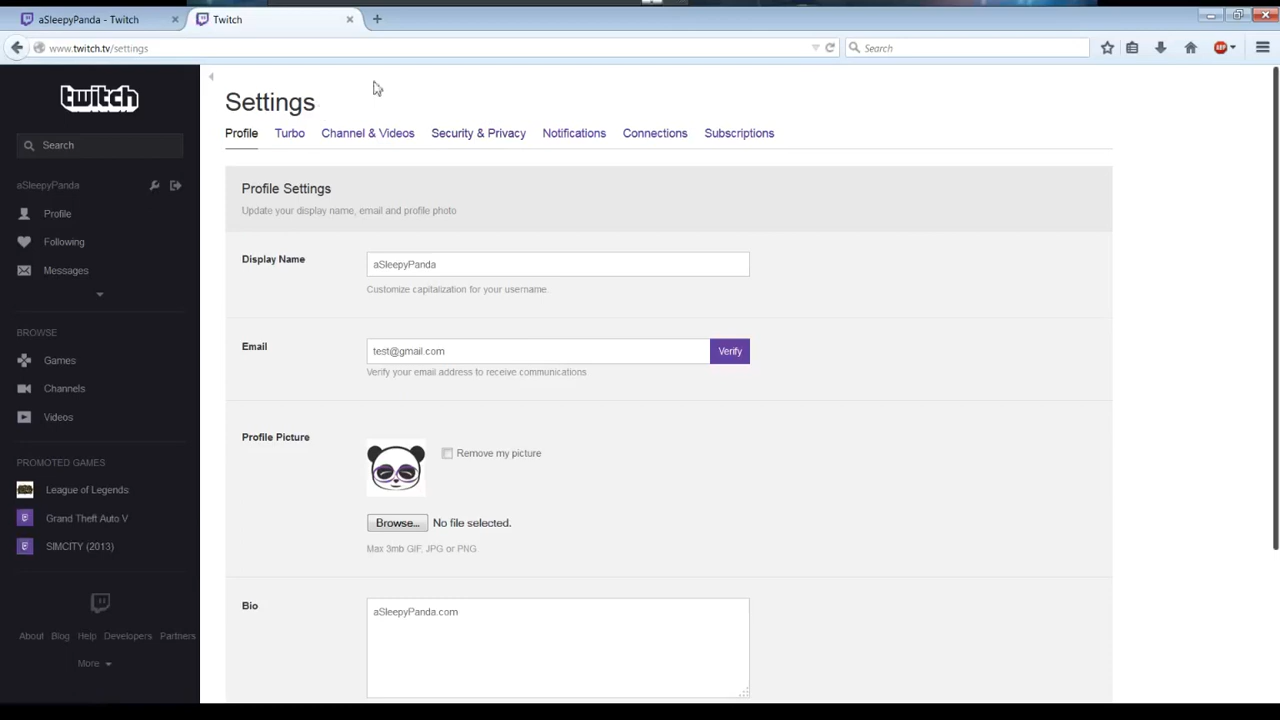 aSleepyPanda - Twitch
Twitch
www.twitch.tv/settings
Search
twitch
Search
aSleepyPanda
Profile
Following
Messages
BROWSE
Games
Channels
Videos
PROMOTED GAMES
League of Legends
Grand Theft Auto V
SIMCITY (2013)
About Blog Help Developers Partners
More
Settings
Profile Turbo Channel & Videos Security & Privacy Notifications Connections Subscriptions
Profile Settings
Update your display name, email and profile photo
Display Name
aSleepyPanda
Customize capitalization for your username.
Email
test@gmail.com
Verify
Verify your email address to receive communications
Profile Picture
Remove my picture
Browse... No file selected.
Max 3mb GIF, JPG or PNG
Bio
aSleepyPanda.com